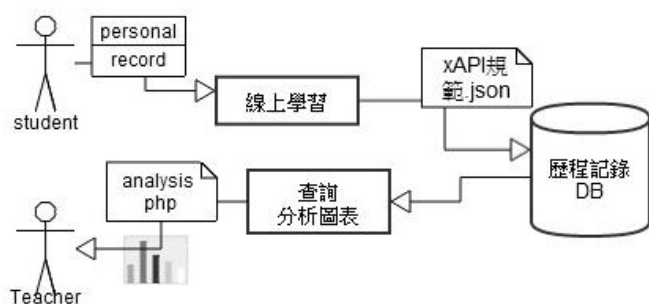 personal
record
student
線上學習
xAPI規
範.json
歷程記錄
DB
查詢
分析圖表
analysis
php
Teacher